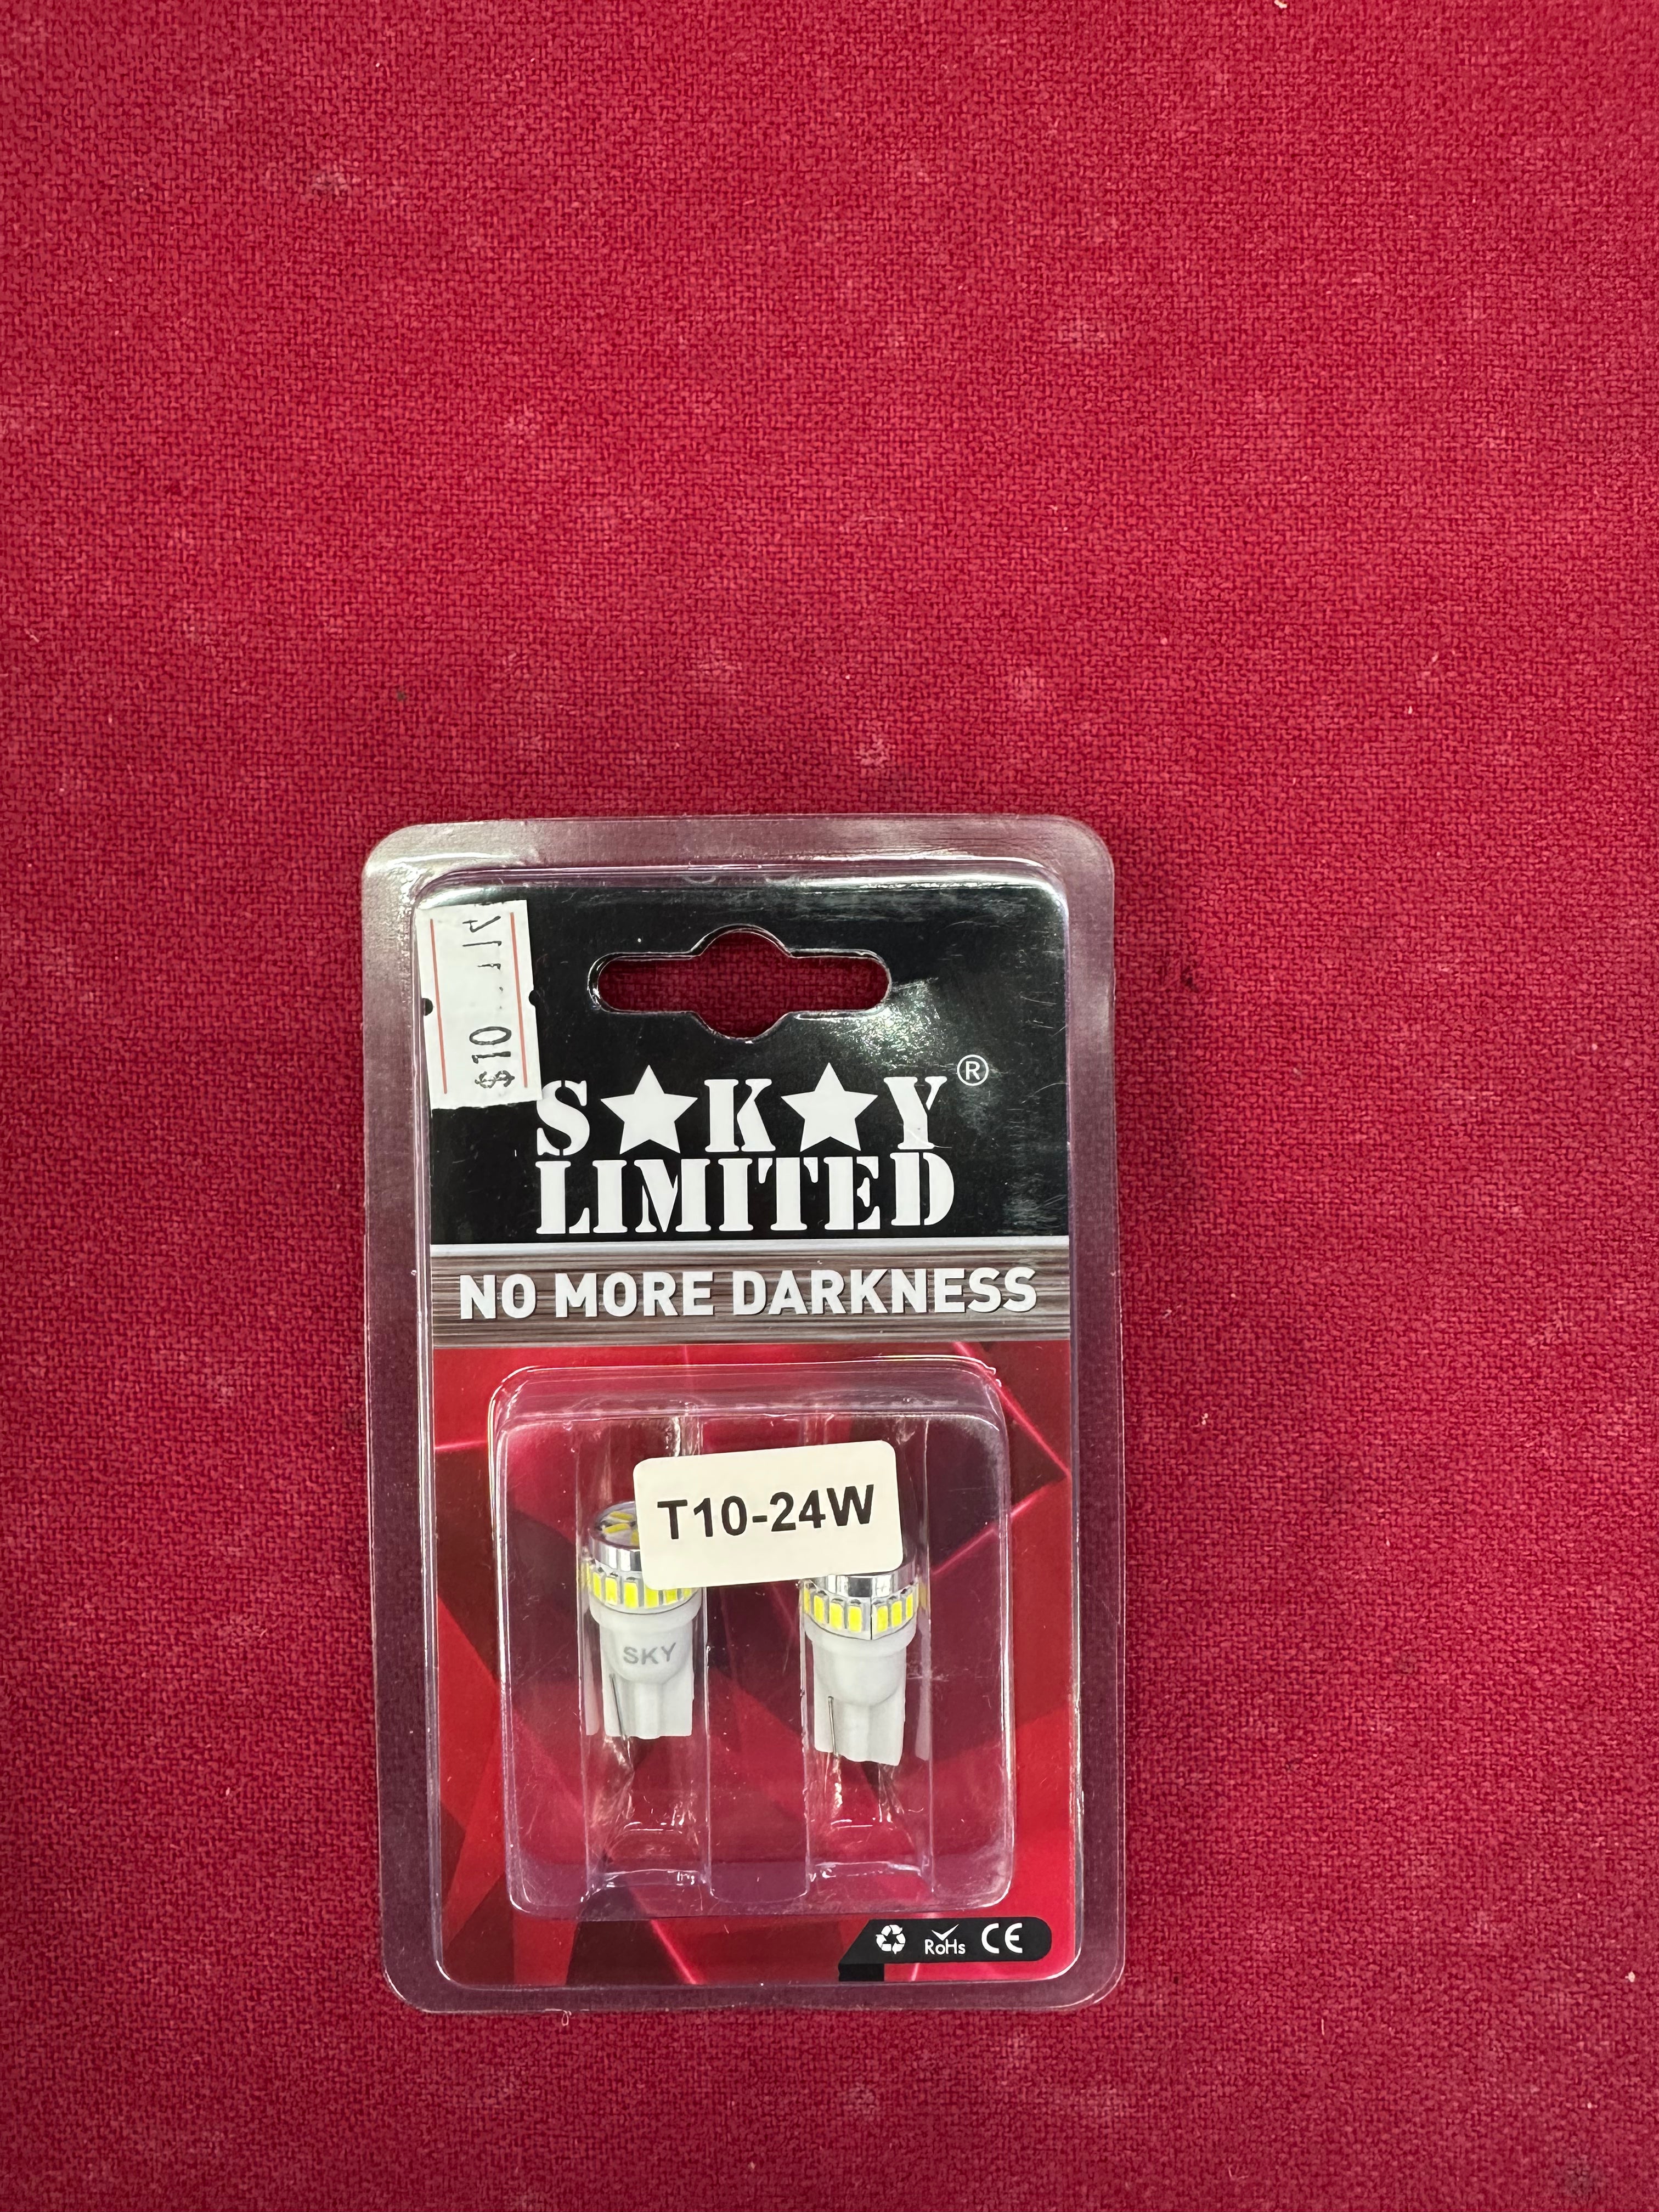 $10
S★K★Y®
LIMITED
NO MORE DARKNESS
T10-24W
SKY
RoHs CE